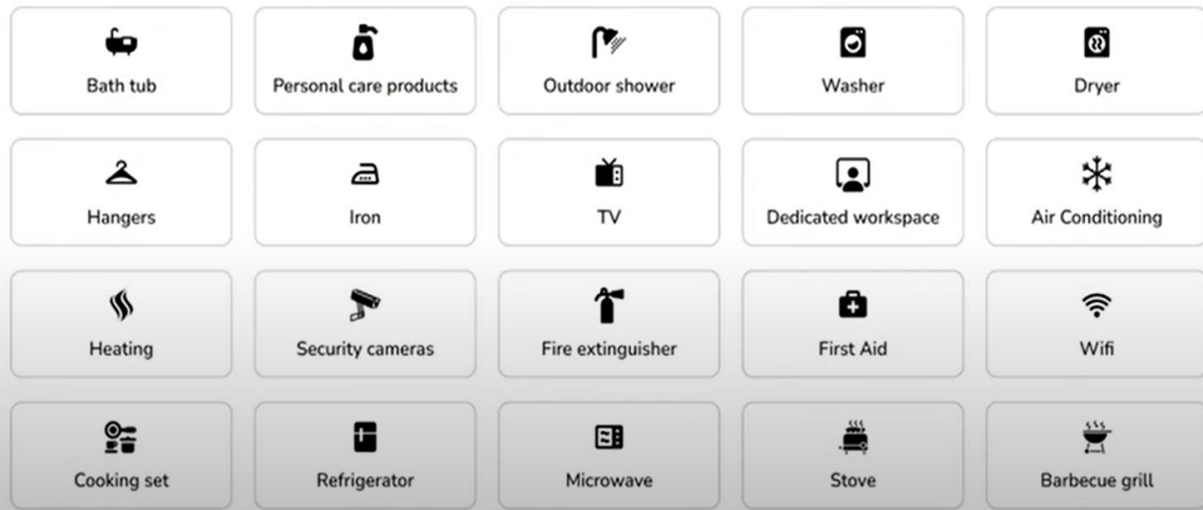 Bath tub
Personal care products
Outdoor shower
Washer
Dryer
Hangers
Iron
TV
Dedicated workspace
Air Conditioning
Heating
Security cameras
Fire extinguisher
First Aid
Wifi
Cooking set
Refrigerator
Microwave
Stove
Barbecue grill